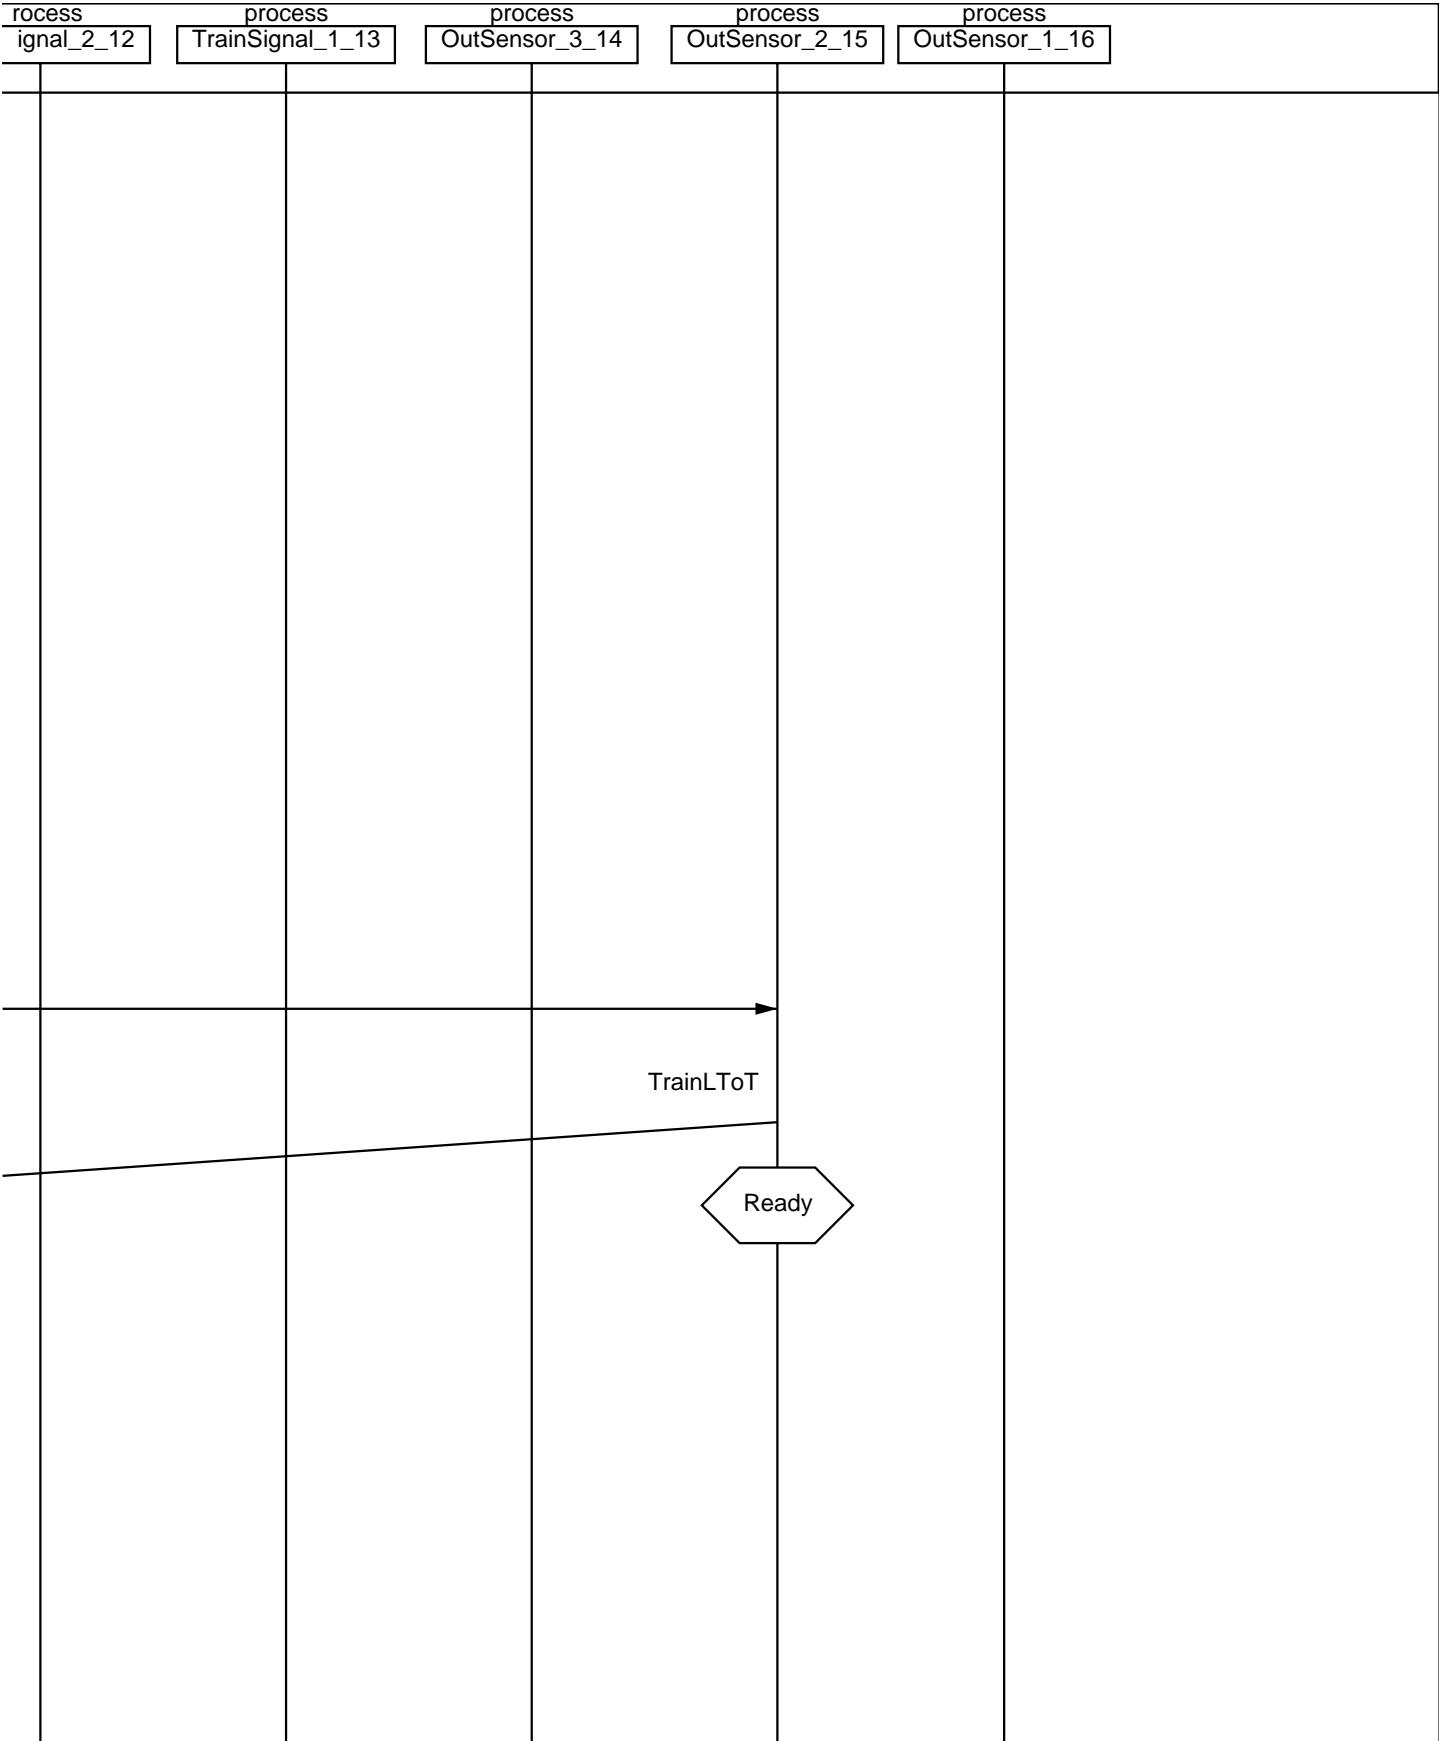 rocess process process process process
ignal_2_12 TrainSignal_1_13 OutSensor_3_14 OutSensor_2_15 OutSensor_1_16
TrainLToT
Ready